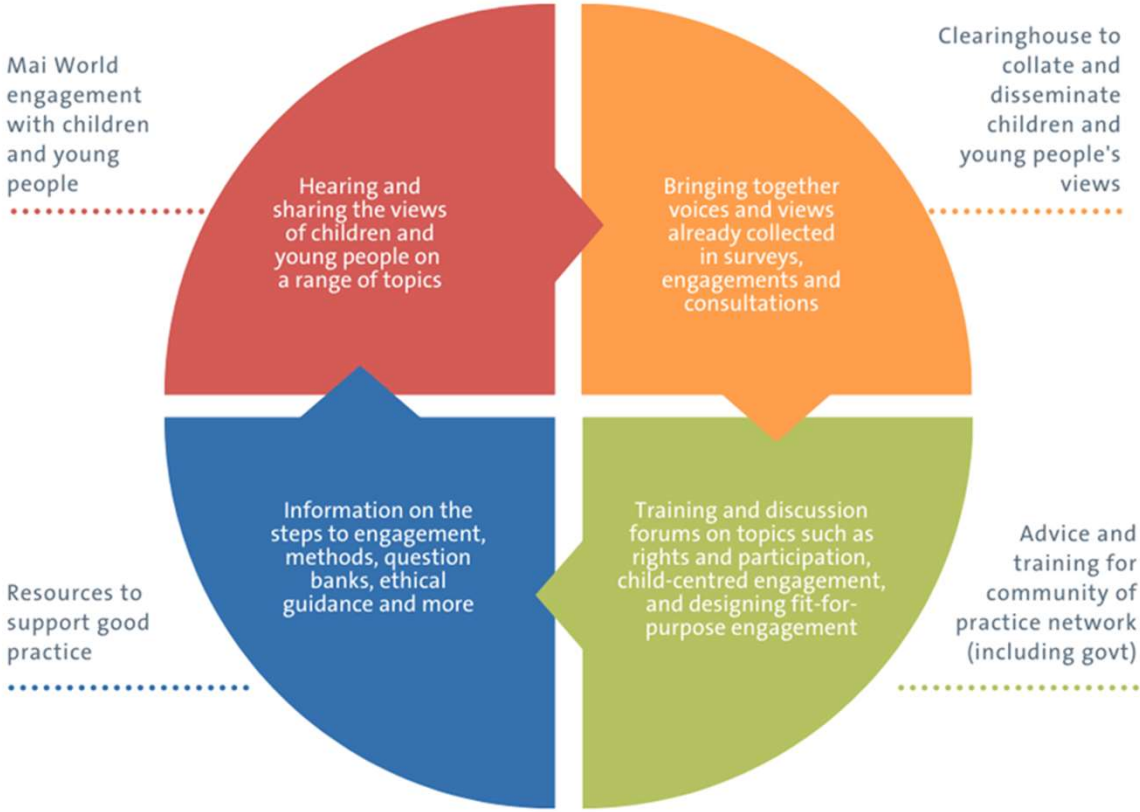 Mai World
engagement
with children
and young
people
Hearing and
sharing the views
of children and
young people on
a range of topics
Bringing together
voices and views
already collected
in surveys,
engagements and
consultations
Clearinghouse to
collate and
disseminate
children and
young people's
views
Resources to
support good
practice
Information on the
steps to engagement,
methods, question
banks, ethical
guidance and more
Training and discussion
forums on topics such as
rights and participation,
child-centred engagement,
and designing fit-for-
purpose engagement
Advice and
training for
community of
practice network
(including govt)